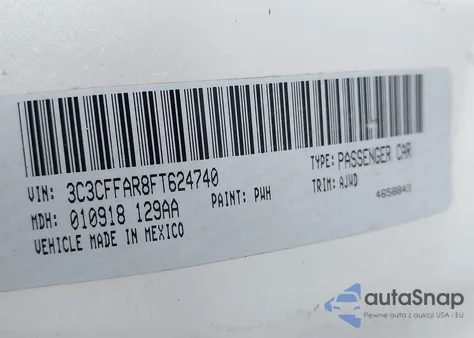 VIN: 3C3CFFAR8FT624740
TYPE: PASSENGER CAR
MDH: 010918 129AA
PAINT: PWH
TRIM: AJWD
VEHICLE MADE IN MEXICO
4658843
autoSnap
Pewne auta z aukcji USA - EU